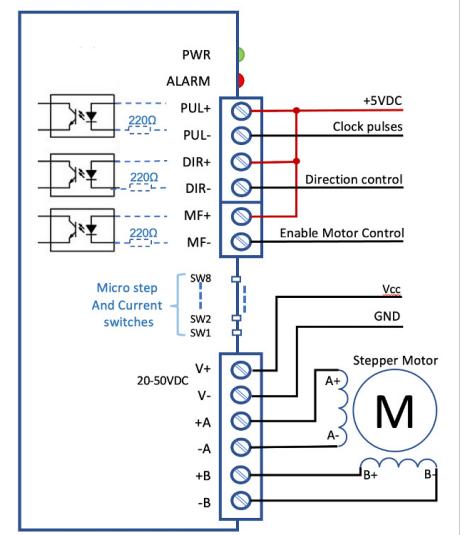 PWR
ALARM
PUL+
+5VDC
220Ω
PUL-
Clock pulses
DIR+
220Ω
DIR-
Direction control
MF+
220Ω
MF-
Enable Motor Control
SW8
Micro step
And Current
switches
SW2
SW1
Vcc
GND
V+
20-50VDC
V-
+A
-A
+B
-B
Stepper Motor
A+
M
A-
B+
B-